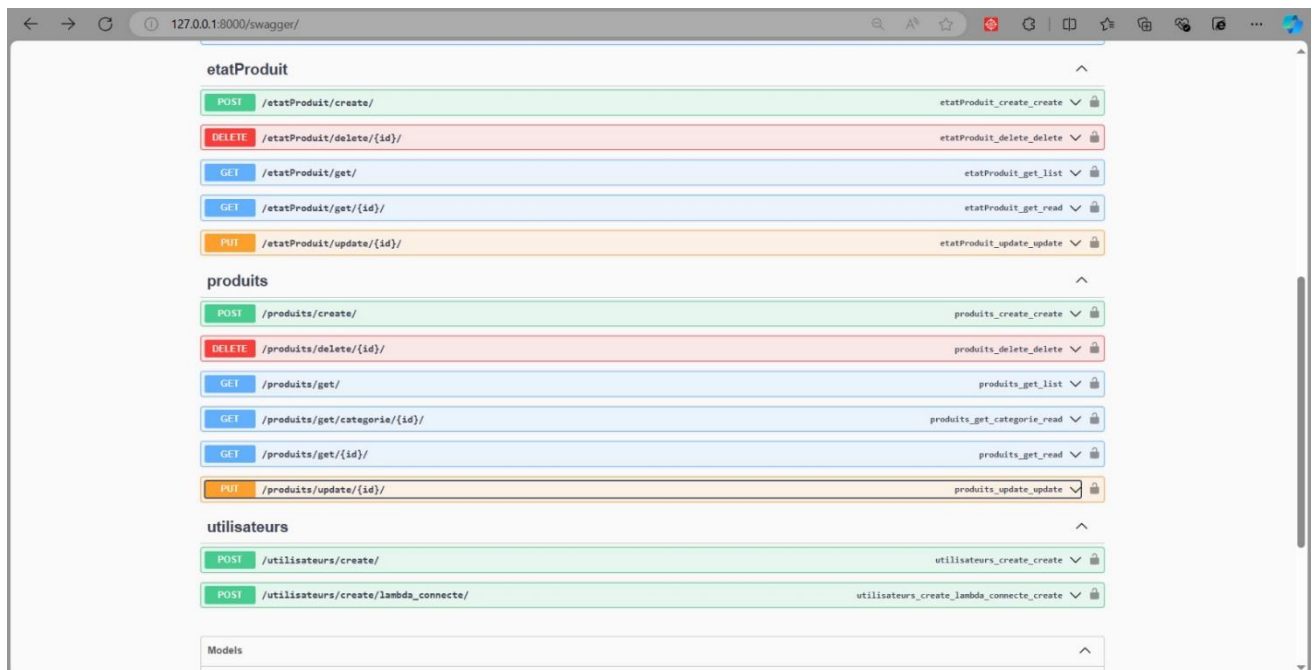 127.0.0.1:8000/swagger/
etatProduit
POST /etatProduit/create/ etatProduit_create_create
DELETE /etatProduit/delete/{id}/ etatProduit_delete_delete
GET /etatProduit/get/ etatProduit_get_list
GET /etatProduit/get/{id}/ etatProduit_get_read
PUT /etatProduit/update/{id}/ etatProduit_update_update
produits
POST /produits/create/ produits_create_create
DELETE /produits/delete/{id}/ produits_delete_delete
GET /produits/get/ produits_get_list
GET /produits/get/categorie/{id}/ produits_get_categorie_read
GET /produits/get/{id}/ produits_get_read
PUT /produits/update/{id}/ produits_update_update
utilisateurs
POST /utilisateurs/create/ utilisateurs_create_create
POST /utilisateurs/create/lambda_connecte/ utilisateurs_create_lambda_connecte_create
Models